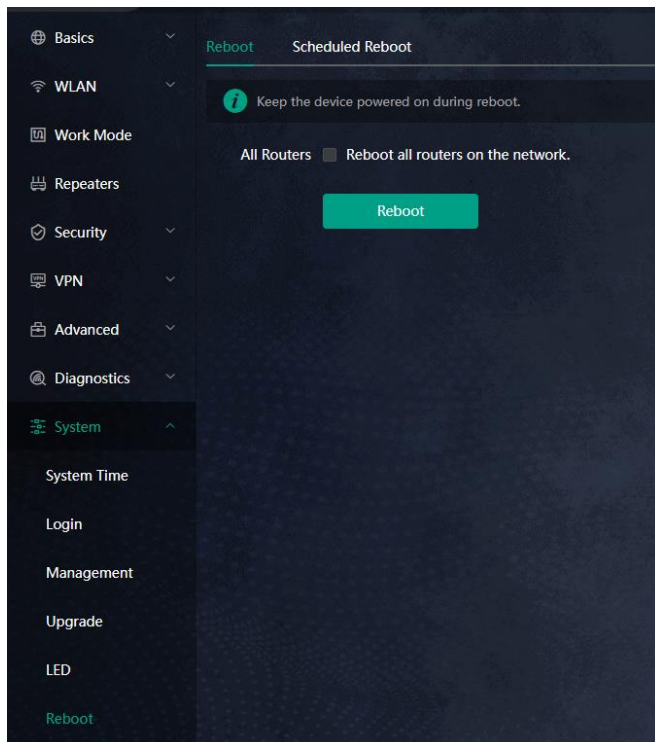 Basics
WLAN
Work Mode
Repeaters
Security
VPN
Advanced
Diagnostics
System
System Time
Login
Management
Upgrade
LED
Reboot
Reboot Scheduled Reboot
Keep the device powered on during reboot.
All Routers Reboot all routers on the network.
Reboot